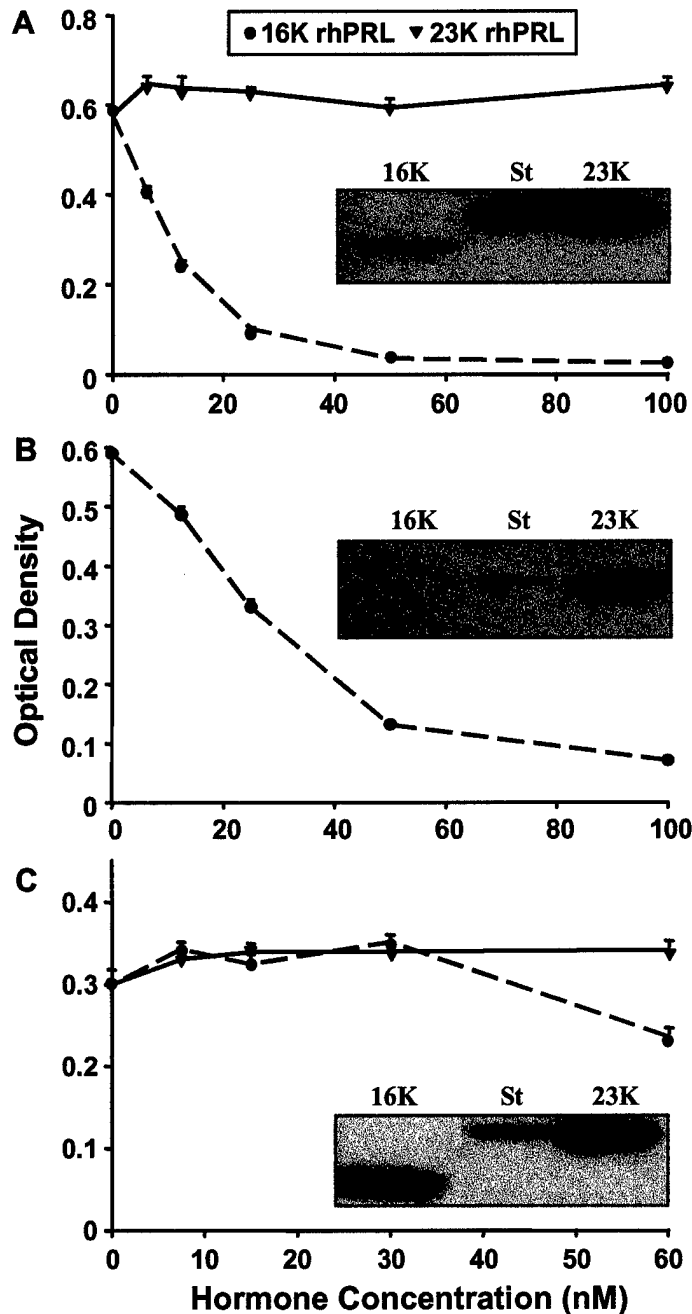 A
16K rhPRL 23K rhPRL
0.8
0.6
0.4
0.2
0
16K St 23K
0 20 40 60 80 100
B
0.6
0.5
0.4
0.3
0.2
0.1
0
16K St 23K
0 20 40 60 80 100
Optical Density
C
0.4
0.3
0.2
0.1
0
16K St 23K
0 10 20 30 40 50 60
Hormone Concentration (nM)